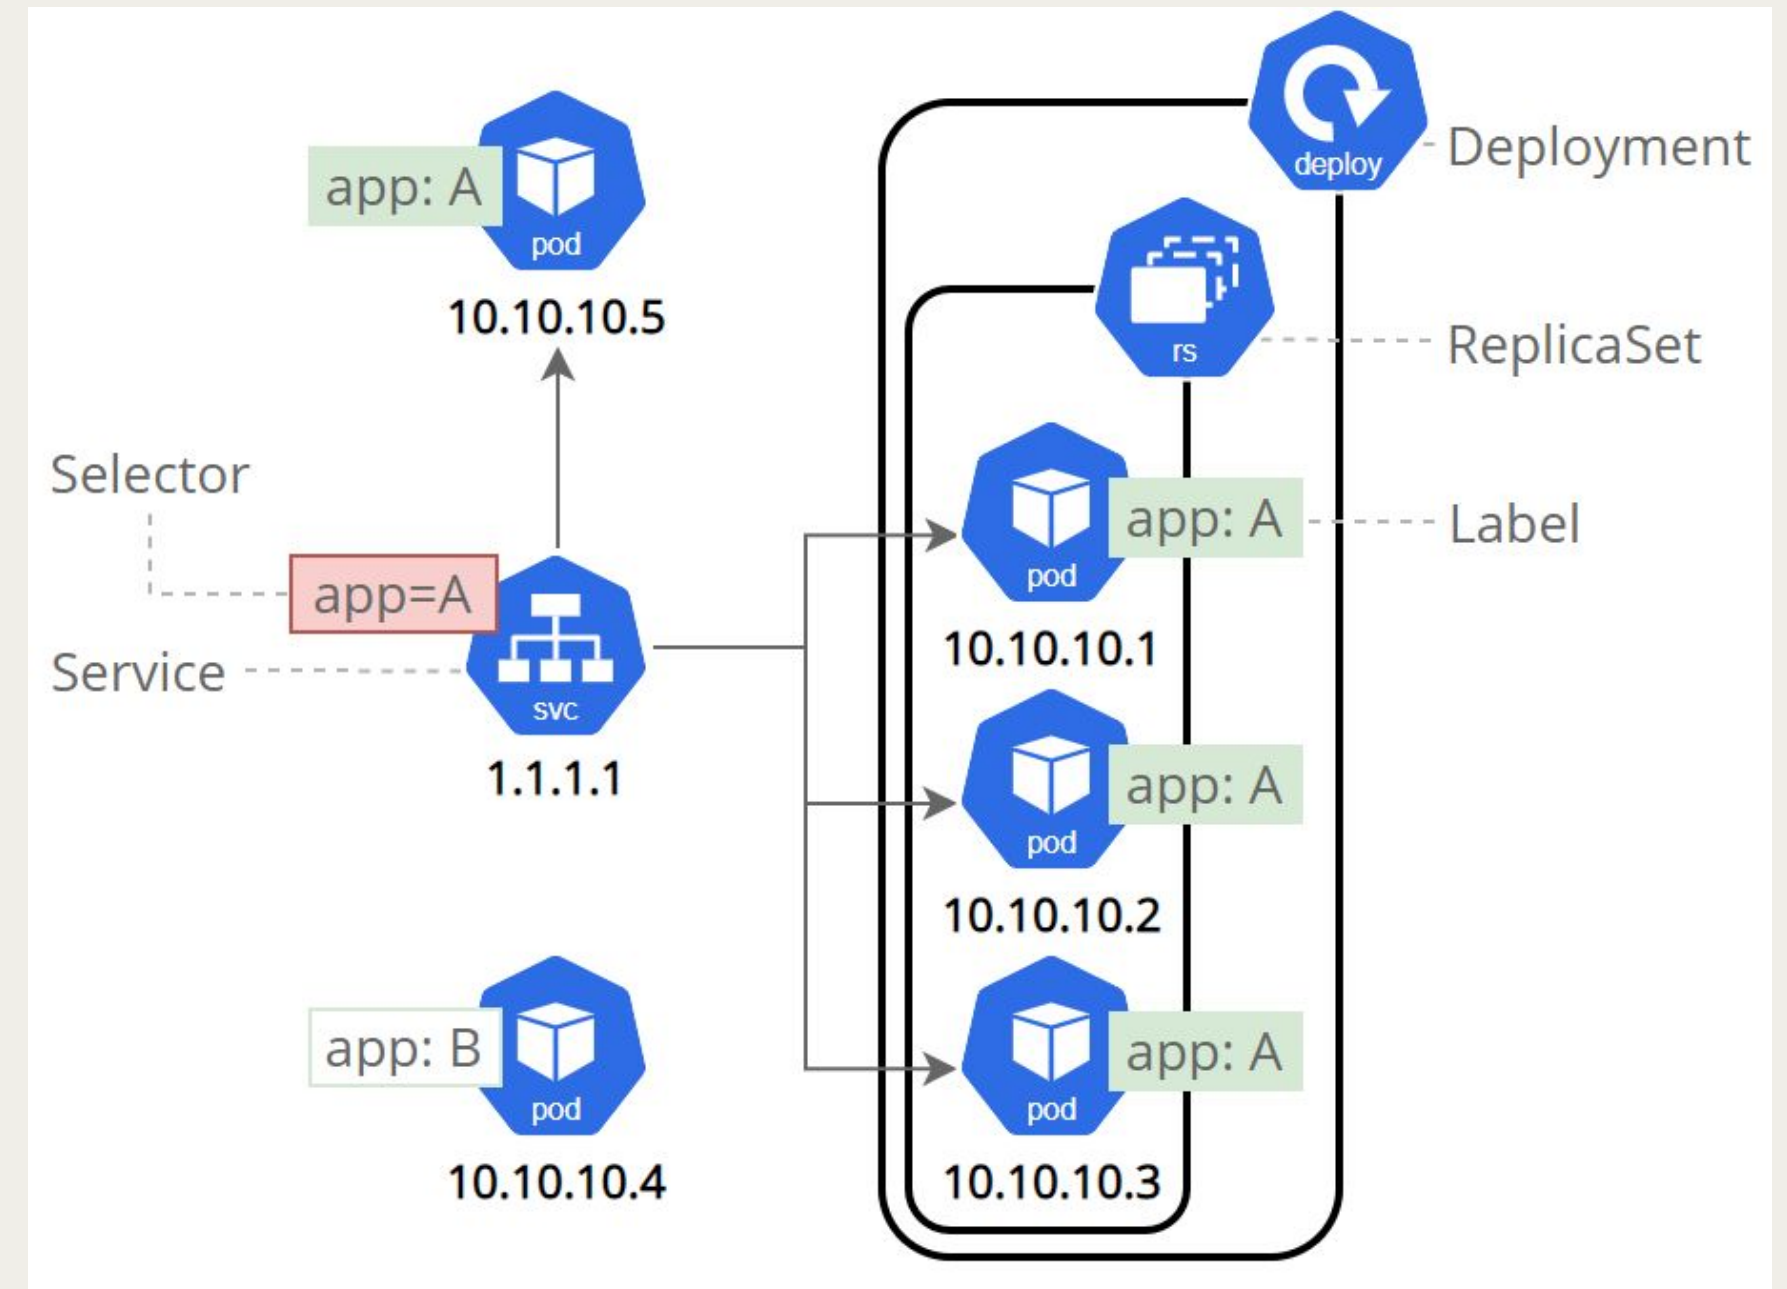 deploy
Deployment
app: A
pod
10.10.10.5
rs
ReplicaSet
Selector
app=A
Service
svc
1.1.1.1
pod
app: A
Label
10.10.10.1
pod
app: A
10.10.10.2
app: B
pod
10.10.10.4
pod
app: A
10.10.10.3